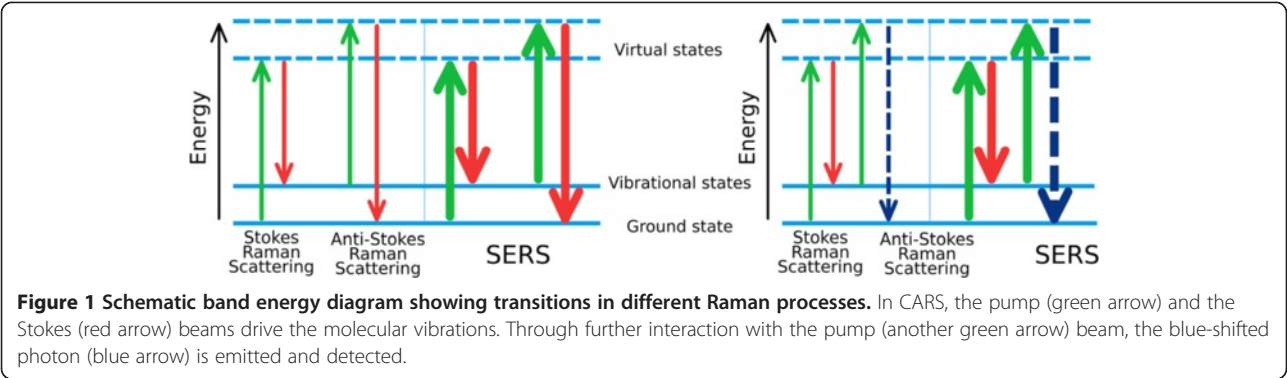 Energy
Virtual states
Vibrational states
Ground state
Stokes
Raman
Scattering
Anti-Stokes
Raman
Scattering
SERS
Energy
Stokes
Raman
Scattering
Anti-Stokes
Raman
Scattering
SERS
Figure 1 Schematic band energy diagram showing transitions in different Raman processes. In CARS, the pump (green arrow) and the
Stokes (red arrow) beams drive the molecular vibrations. Through further interaction with the pump (another green arrow) beam, the blue-shifted
photon (blue arrow) is emitted and detected.